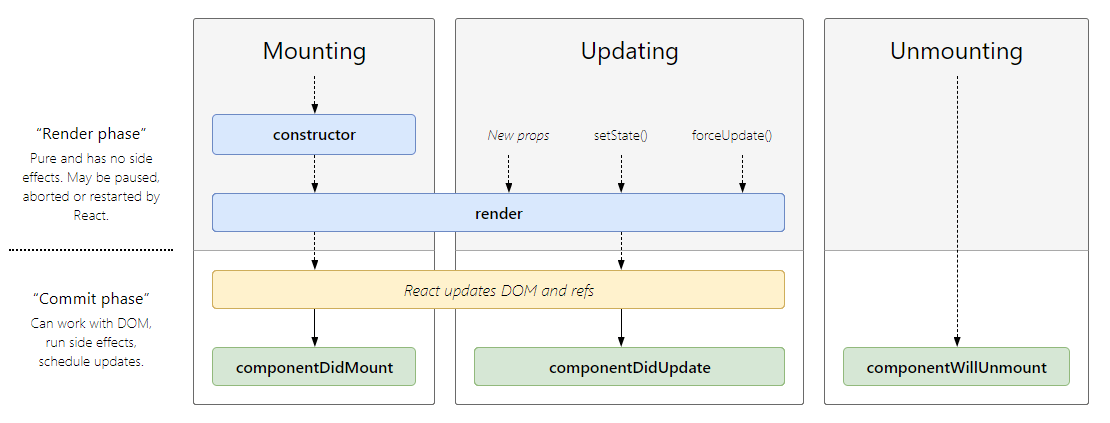 Mounting
Updating
Unmounting
“Render phase”
Pure and has no side
effects. May be paused,
aborted or restarted by
React.
constructor
New props
setState()
forceUpdate()
render
“Commit phase”
Can work with DOM,
run side effects,
schedule updates.
React updates DOM and refs
componentDidMount
componentDidUpdate
componentWillUnmount